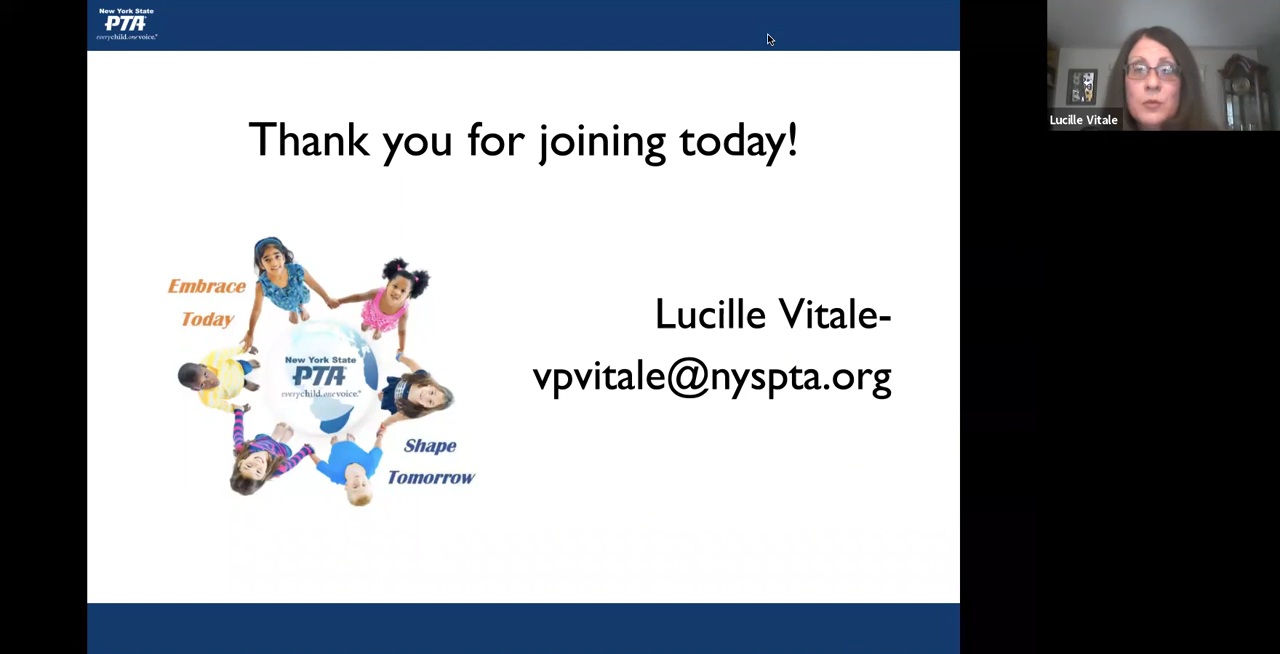 New York State
PTA
everychild.onevoice.®
Thank you for joining today!
Embrace
Today
New York State
PTA®
everychild.onevoice.®
Shape
Tomorrow
Lucille Vitale-
vpvitale@nyspta.org
Lucille Vitale